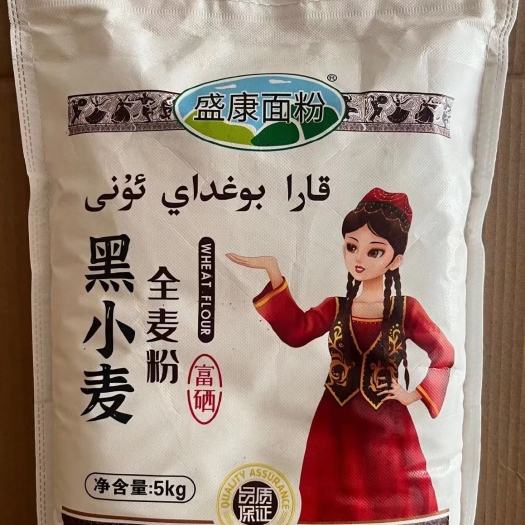 盛康面粉®
قارا بوغداي ئۇنى
黑小麦
全麦粉
WHEAT FLOUR
富硒
净含量:5kg
QUALITY ASSURANCE
品质
保证